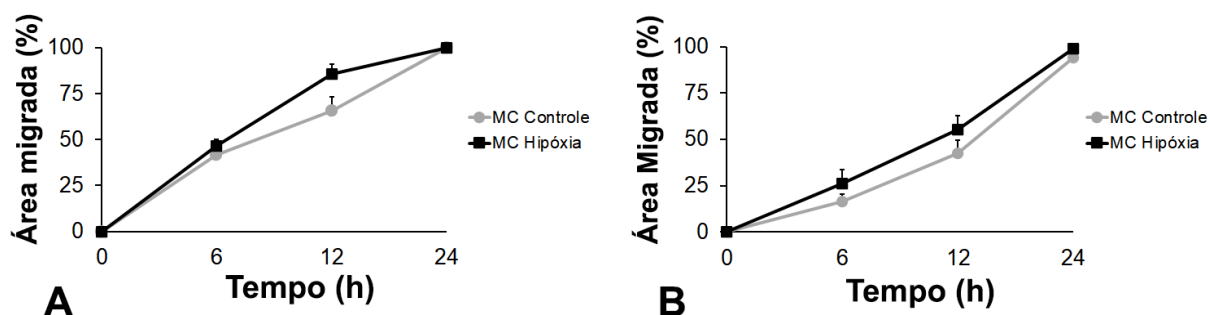 Área migrada (%)
100
75
50
25
0
0 6 12 24
Tempo (h)
MC Controle
MC Hipóxia
A
Área Migrada (%)
100
75
50
25
0
0 6 12 24
Tempo (h)
MC Controle
MC Hipóxia
B